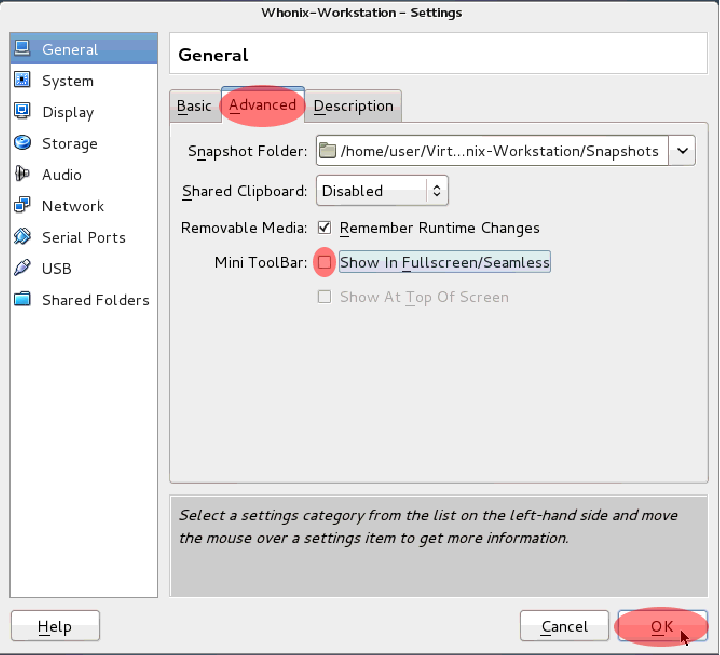 Whonix-Workstation - Settings
General
System
Display
Storage
Audio
Network
Serial Ports
USB
Shared Folders
General
Basic Advanced Description
Snapshot Folder: /home/user/Virt...nix-Workstation/Snapshots
Shared Clipboard: Disabled
Removable Media: Remember Runtime Changes
Mini ToolBar: Show In Fullscreen/Seamless
Show At Top Of Screen
Select a settings category from the list on the left-hand side and move
the mouse over a settings item to get more information.
Help Cancel OK